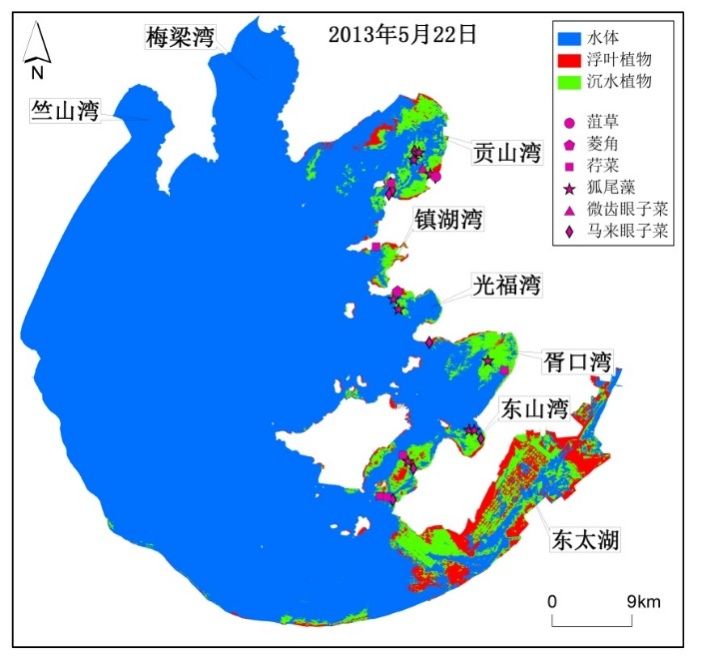 2013年5月22日
N
梅梁湾
竺山湾
贡山湾
镇湖湾
光福湾
胥口湾
东山湾
东太湖
水体
浮叶植物
沉水植物
菹草
菱角
荇菜
狐尾藻
微齿眼子菜
马来眼子菜
0 9km